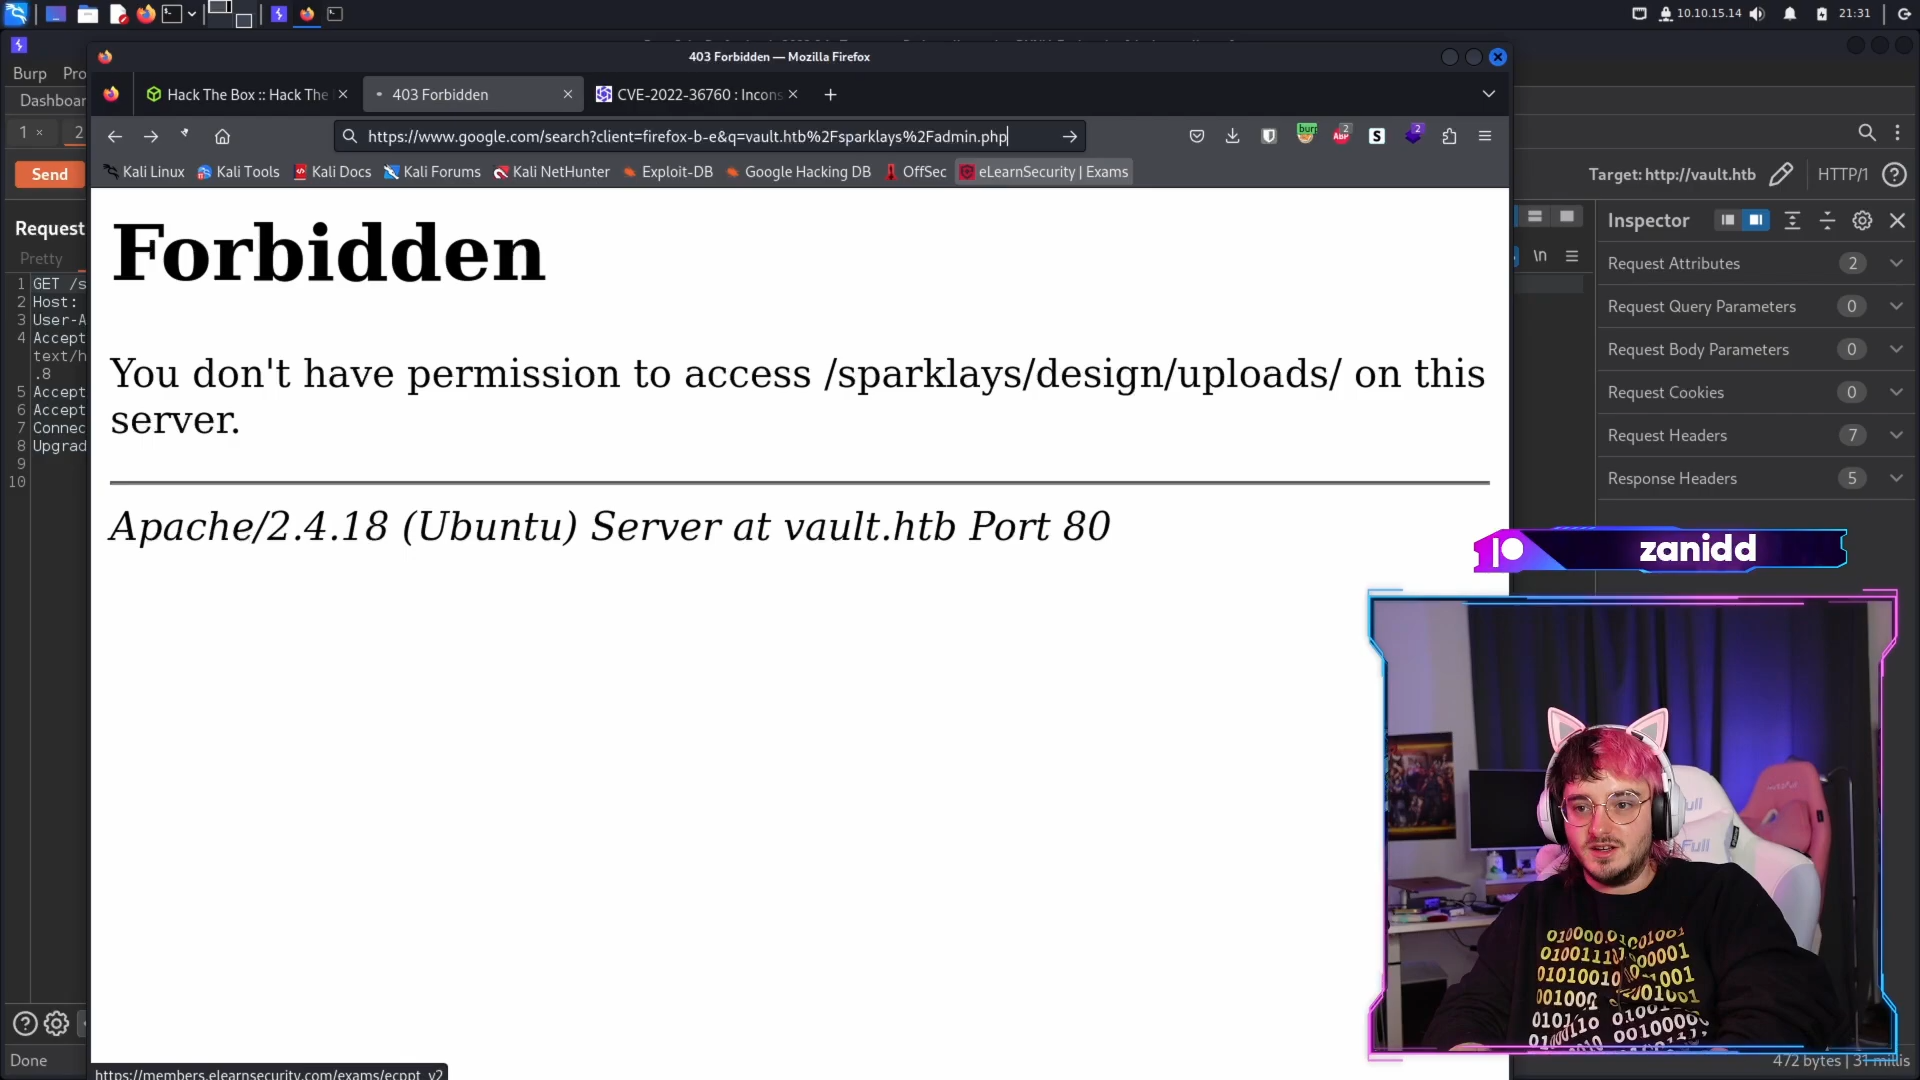 10.10.15.14
21:31
403 Forbidden — Mozilla Firefox
Burp
Pro
Hack The Box :: Hack The
403 Forbidden
CVE-2022-36760 : Incons
Dashboar
1 ×
2
https://www.google.com/search?client=firefox-b-e&q=vault.htb%2Fsparklays%2Fadmin.php
burp
ABP
2
S
2
Kali Linux
Kali Tools
Kali Docs
Kali Forums
Kali NetHunter
Exploit-DB
Google Hacking DB
OffSec
eLearnSecurity | Exams
Send
Target: http://vault.htb
HTTP/1
Request
Pretty
\n
Inspector
Request Attributes
2
Request Query Parameters
0
Request Body Parameters
0
Request Cookies
0
Request Headers
7
Response Headers
5
1 GET /s
2 Host:
3 User-A
4 Accept
text/h
.8
5 Accept
6 Accept
7 Connec
8 Upgrad
9
10
Forbidden
You don't have permission to access /sparklays/design/uploads/ on this
server.
Apache/2.4.18 (Ubuntu) Server at vault.htb Port 80
zanidd
Done
https://members.elearnsecurity.com/exams/ecppt_v2
472 bytes | 31 millis